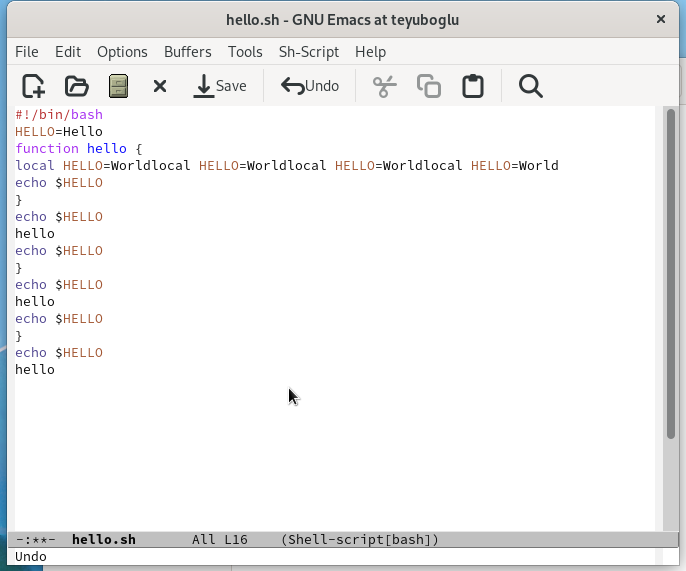 hello.sh - GNU Emacs at teyuboglu ×
File Edit Options Buffers Tools Sh-Script Help
Save Undo
#!/bin/bash
HELLO=Hello
function hello {
local HELLO=Worldlocal HELLO=Worldlocal HELLO=Worldlocal HELLO=World
echo $HELLO
}
echo $HELLO
hello
echo $HELLO
}
echo $HELLO
hello
echo $HELLO
}
echo $HELLO
hello
-:**- hello.sh All L16 (Shell-script[bash])
Undo